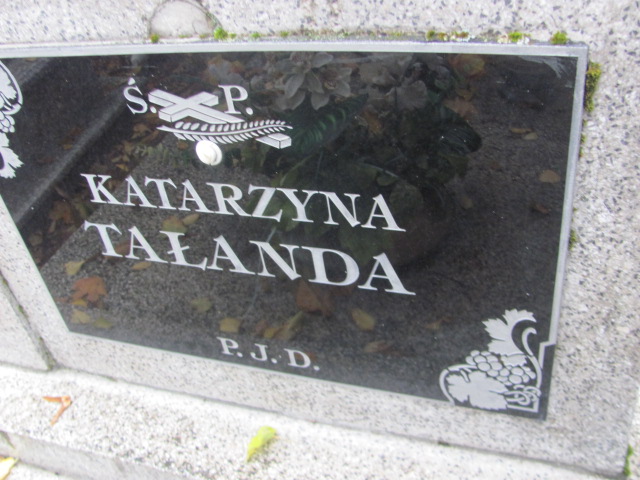 Ś. P.
KATARZYNA
TAŁANDA
P. J. D.